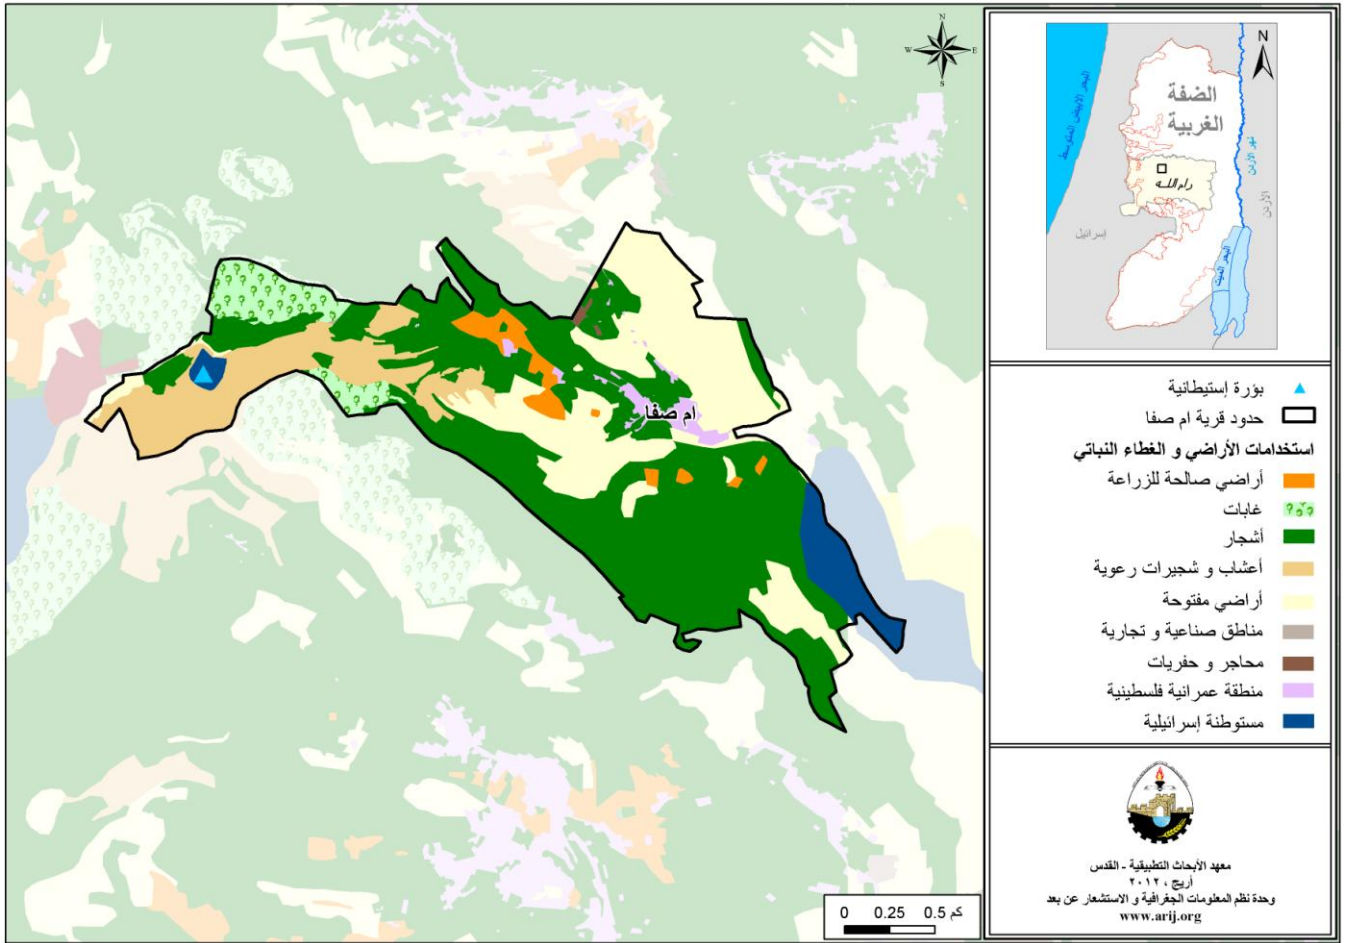 N
W
E
S
ام صفا
0 0.25 0.5 كم
N
الضفة
الغربية
البحر الابيض المتوسط
نهر الأردن
رام اللـه
الأردن
إسرائيل
البحر الميت
بؤرة إستيطانية
حدود قرية ام صفا
استخدامات الأراضي و الغطاء النباتي
أراضي صالحة للزراعة
غابات
أشجار
أعشاب و شجيرات رعوية
أراضي مفتوحة
مناطق صناعية و تجارية
محاجر و حفريات
منطقة عمرانية فلسطينية
مستوطنة إسرائيلية
معهد الأبحاث التطبيقية - القدس
أريج ، ٢٠١٢
وحدة نظم المعلومات الجغرافية و الاستشعار عن بعد
www.arij.org